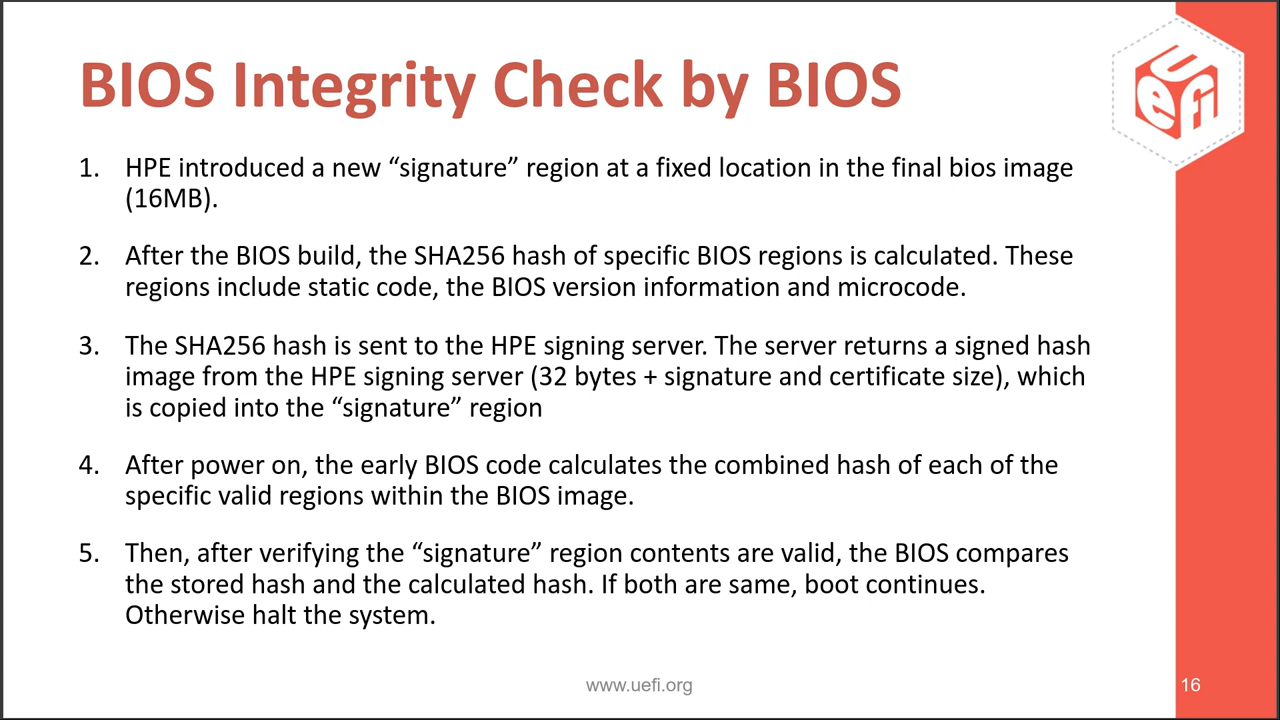 BIOS Integrity Check by BIOS
UEFI
1. HPE introduced a new “signature” region at a fixed location in the final bios image
(16MB).
2. After the BIOS build, the SHA256 hash of specific BIOS regions is calculated. These
regions include static code, the BIOS version information and microcode.
3. The SHA256 hash is sent to the HPE signing server. The server returns a signed hash
image from the HPE signing server (32 bytes + signature and certificate size), which
is copied into the “signature” region
4. After power on, the early BIOS code calculates the combined hash of each of the
specific valid regions within the BIOS image.
5. Then, after verifying the “signature” region contents are valid, the BIOS compares
the stored hash and the calculated hash. If both are same, boot continues.
Otherwise halt the system.
www.uefi.org
16